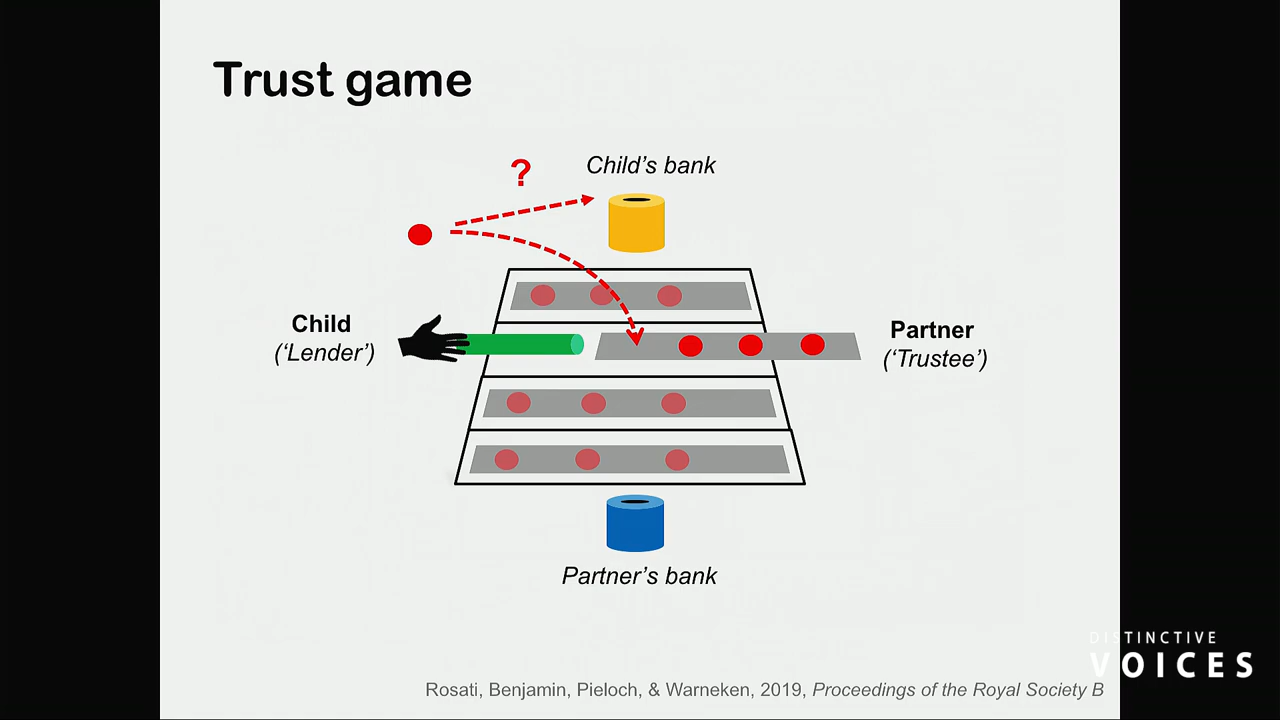 Trust game
?
Child's bank
Child
('Lender')
Partner
('Trustee')
Partner's bank
DISTINCTIVE
VOICES
Rosati, Benjamin, Pieloch, & Warneken, 2019, Proceedings of the Royal Society B